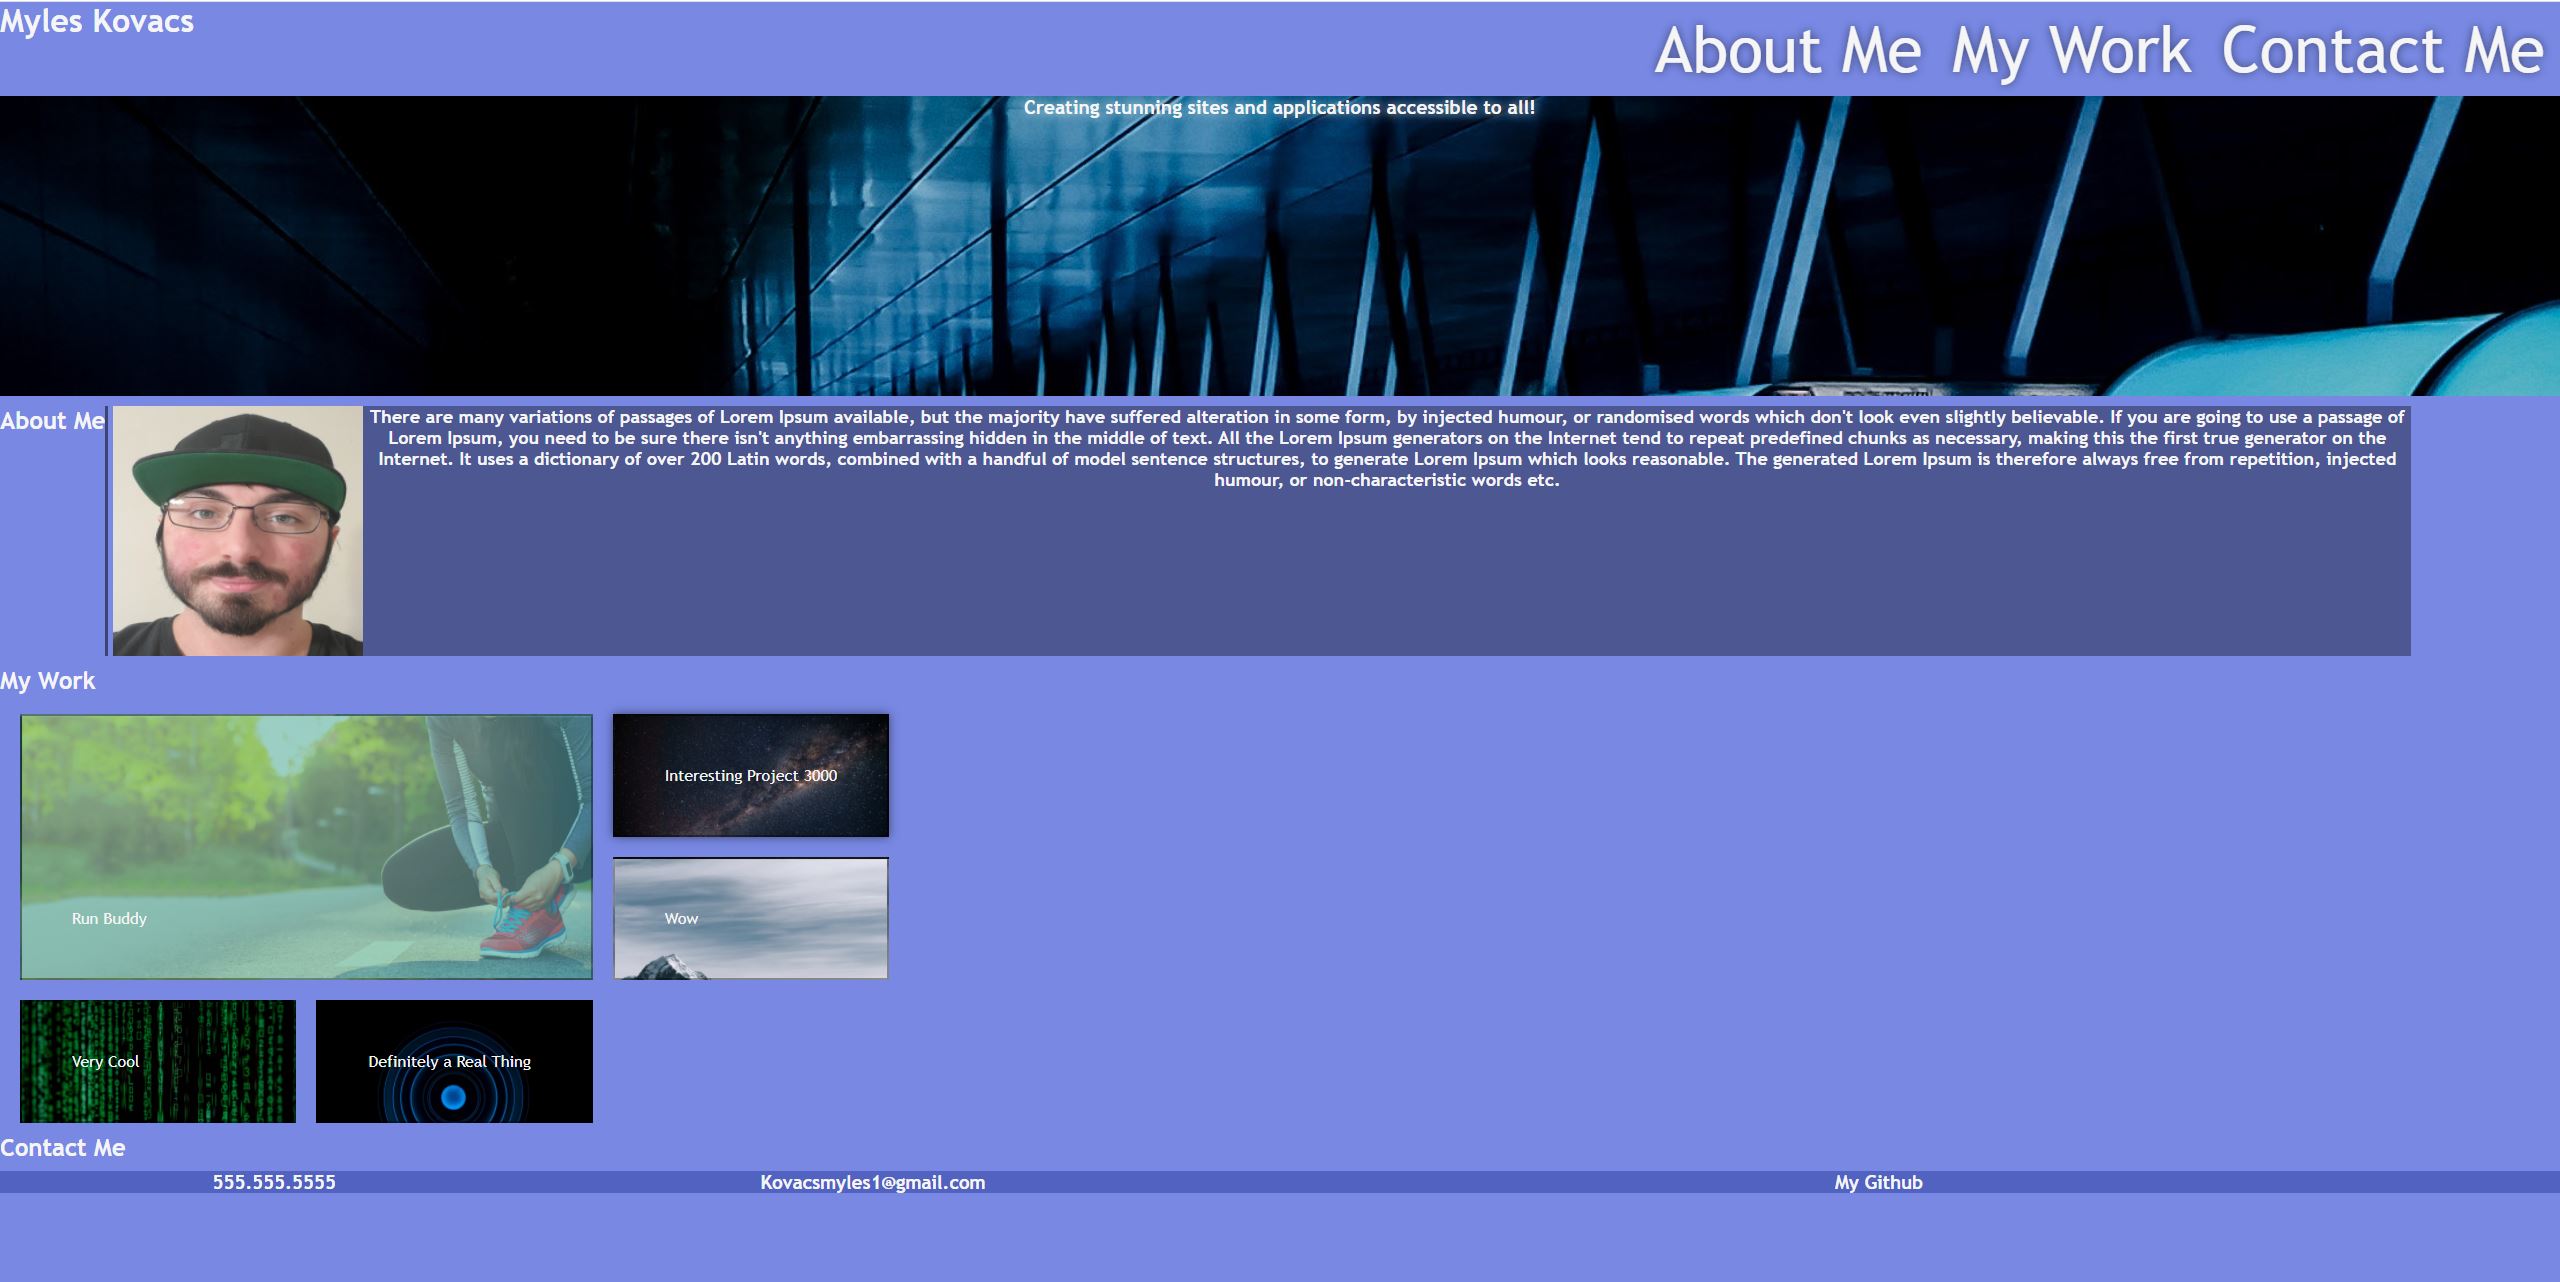 Myles Kovacs
About Me My Work Contact Me
Creating stunning sites and applications accessible to all!
About Me
There are many variations of passages of Lorem Ipsum available, but the majority have suffered alteration in some form, by injected humour, or randomised words which don't look even slightly believable. If you are going to use a passage of
Lorem Ipsum, you need to be sure there isn't anything embarrassing hidden in the middle of text. All the Lorem Ipsum generators on the Internet tend to repeat predefined chunks as necessary, making this the first true generator on the
Internet. It uses a dictionary of over 200 Latin words, combined with a handful of model sentence structures, to generate Lorem Ipsum which looks reasonable. The generated Lorem Ipsum is therefore always free from repetition, injected
humour, or non-characteristic words etc.
My Work
Interesting Project 3000
Run Buddy
Wow
Very Cool
Definitely a Real Thing
Contact Me
555.555.5555
Kovacsmyles1@gmail.com
My Github